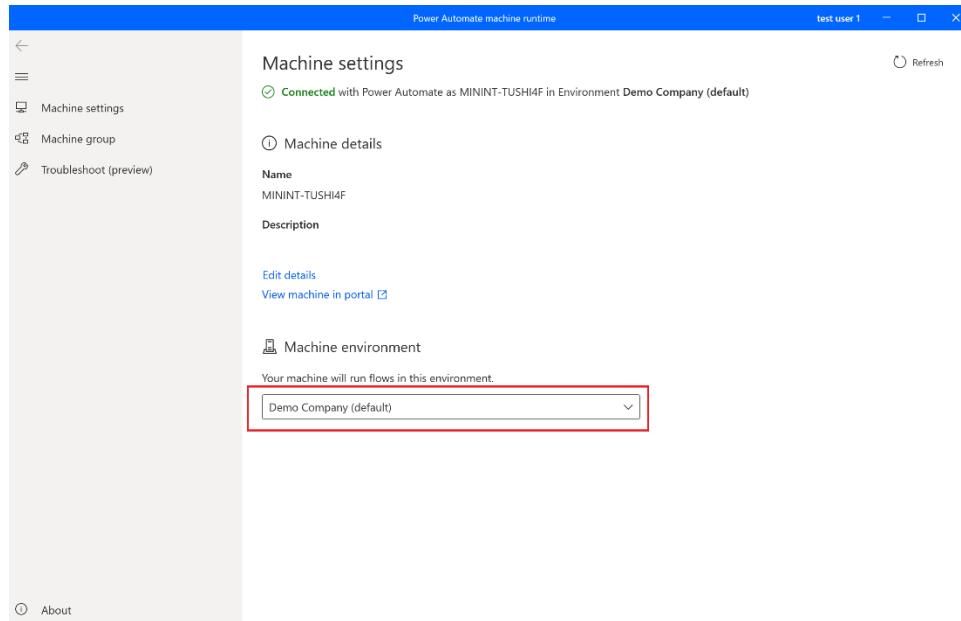 Power Automate machine runtime
test user 1
Machine settings
Machine group
Troubleshoot (preview)
About
Machine settings
Refresh
Connected with Power Automate as MININT-TUSHI4F in Environment Demo Company (default)
Machine details
Name
MININT-TUSHI4F
Description
Edit details
View machine in portal
Machine environment
Your machine will run flows in this environment.
Demo Company (default)